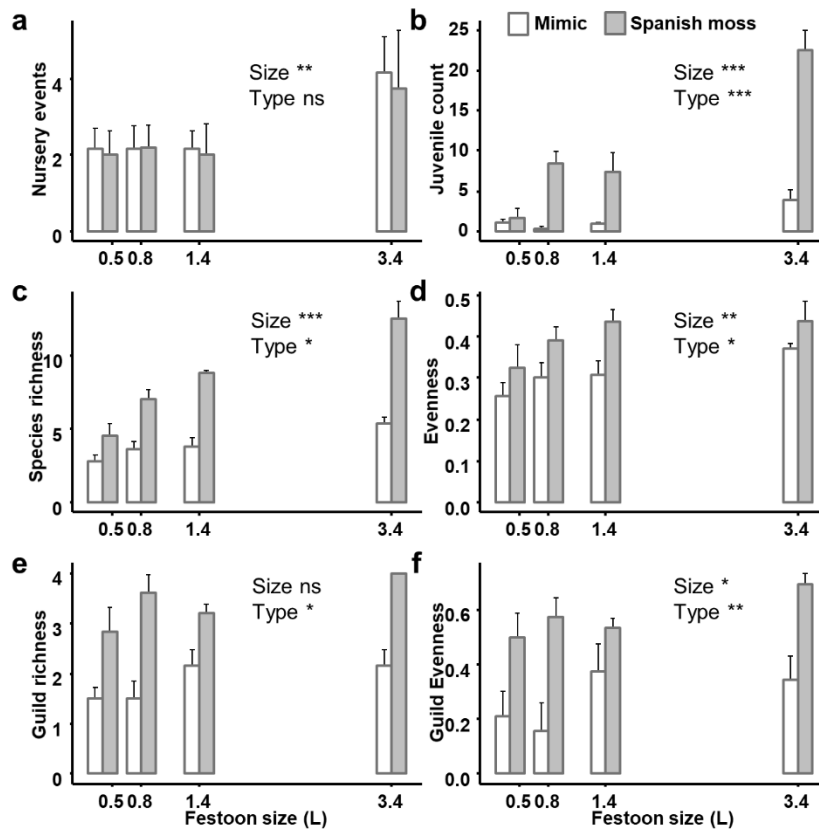 a
Nursery events
4
2
0
Size **
Type ns
0.5 0.8 1.4 3.4
b
Mimic Spanish moss
Juvenile count
25
20
15
10
5
0
Size ***
Type ***
0.5 0.8 1.4 3.4
c
Species richness
10
5
0
Size ***
Type *
0.5 0.8 1.4 3.4
d
Evenness
0.5
0.4
0.3
0.2
0.1
0.0
Size **
Type *
0.5 0.8 1.4 3.4
e
Guild richness
4
3
2
1
0
Size ns
Type *
0.5 0.8 1.4 3.4
Festoon size (L)
f
Guild Evenness
0.6
0.4
0.2
0.0
Size *
Type **
0.5 0.8 1.4 3.4
Festoon size (L)